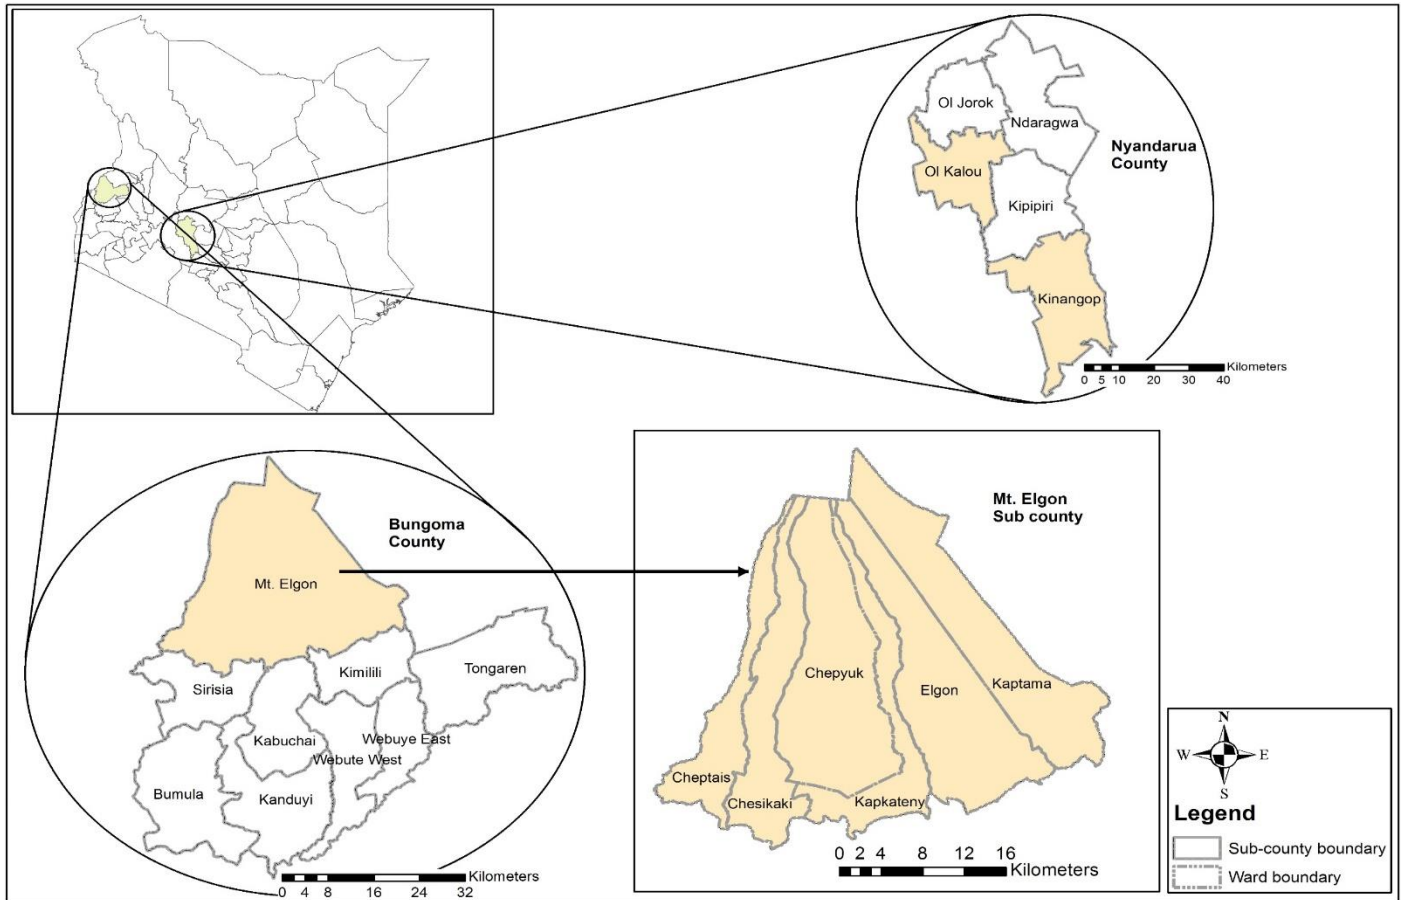 Ol Jorok
Ndaragwa
Nyandarua
County
Ol Kalou
Kipipiri
Kinangop
Kilometers
0 5 10 20 30 40
Bungoma
County
Mt. Elgon
Sirisia
Kimilili
Tongaren
Kabuchai
Webuye East
Webute West
Bumula
Kanduyi
Kilometers
0 4 8 16 24 32
Mt. Elgon
Sub county
Chepyuk
Elgon
Kaptama
Cheptais
Chesikaki
Kapkateny
0 2 4 8 12 16
Kilometers
N
W E
S
Legend
Sub-county boundary
Ward boundary